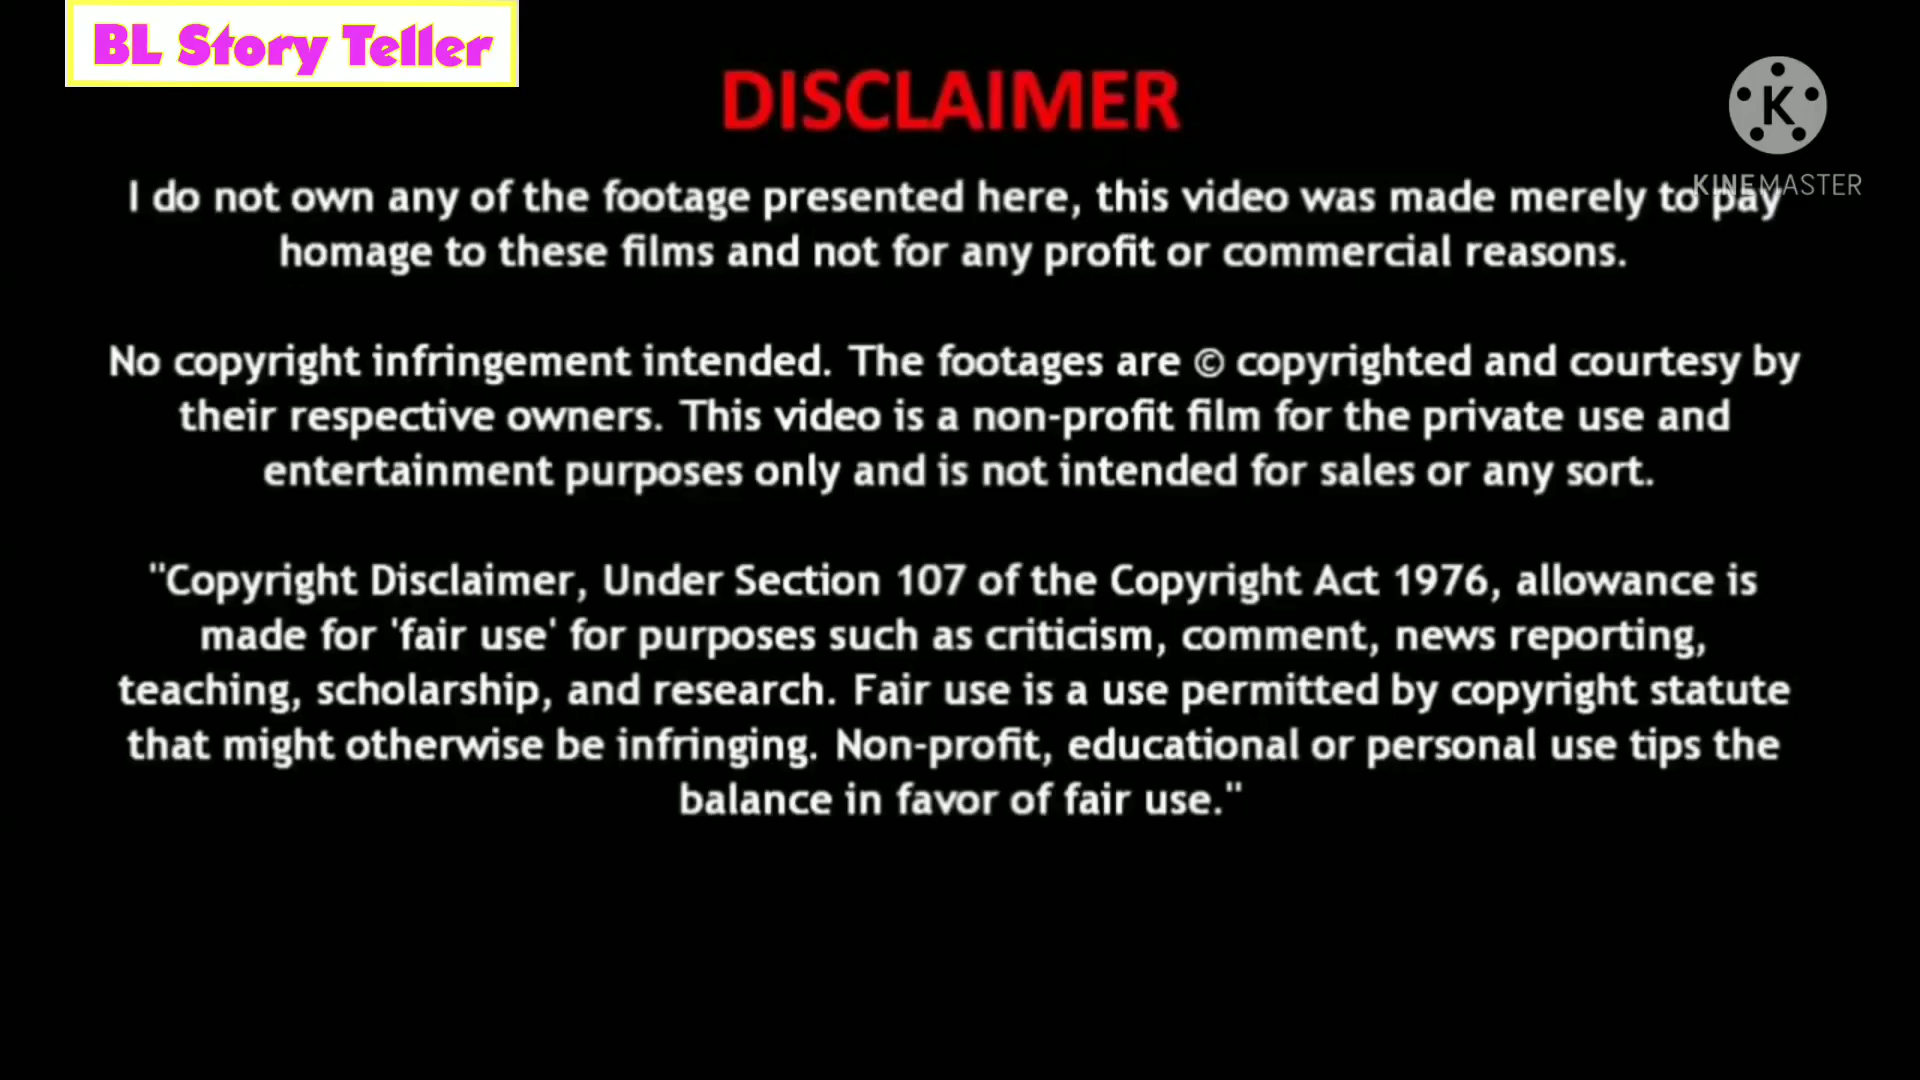 BL Story Teller
DISCLAIMER
K
KINEMASTER
I do not own any of the footage presented here, this video was made merely to pay
homage to these films and not for any profit or commercial reasons.
No copyright infringement intended. The footages are © copyrighted and courtesy by
their respective owners. This video is a non-profit film for the private use and
entertainment purposes only and is not intended for sales or any sort.
"Copyright Disclaimer, Under Section 107 of the Copyright Act 1976, allowance is
made for 'fair use' for purposes such as criticism, comment, news reporting,
teaching, scholarship, and research. Fair use is a use permitted by copyright statute
that might otherwise be infringing. Non-profit, educational or personal use tips the
balance in favor of fair use."